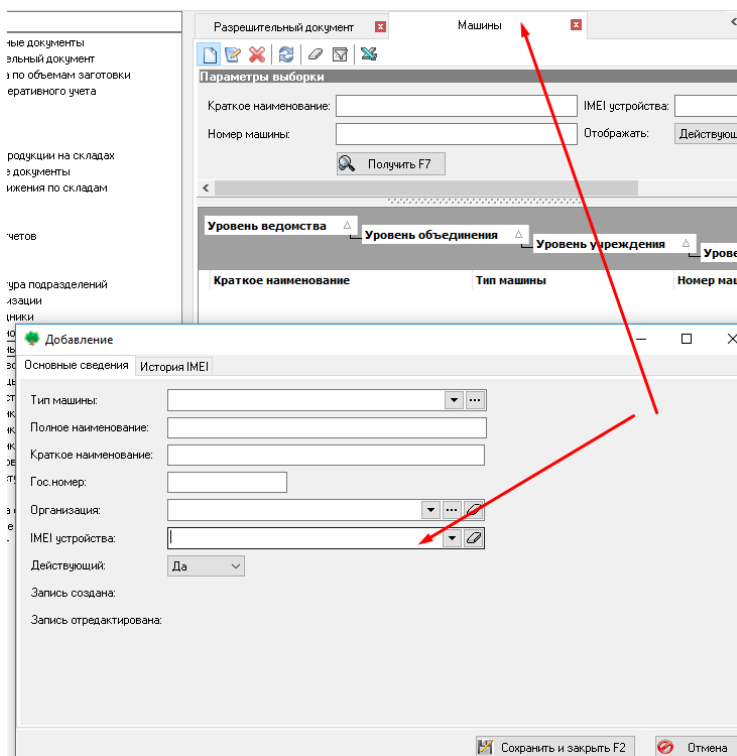 Разрешительный документ
Машины
ные документы
ельный документ
а по объемам заготовки
еративного учета
родукции на складах
е документы
ижения по складам
четов
тура подразделений
изации
дники
Параметры выборки
Краткое наименование:
IMEI устройства:
Номер машины:
Отображать:
Действующ
Получить F7
Уровень ведомства
Уровень объединения
Уровень учреждения
Урове
Краткое наименование
Тип машины
Номер маш
Добавление
Основные сведения
История IMEI
Тип машины:
Полное наименование:
Краткое наименование:
Гос.номер:
Организация:
IMEI устройства:
Действующий:
Да
Запись создана:
Запись отредактирована:
Сохранить и закрыть F2
Отмена